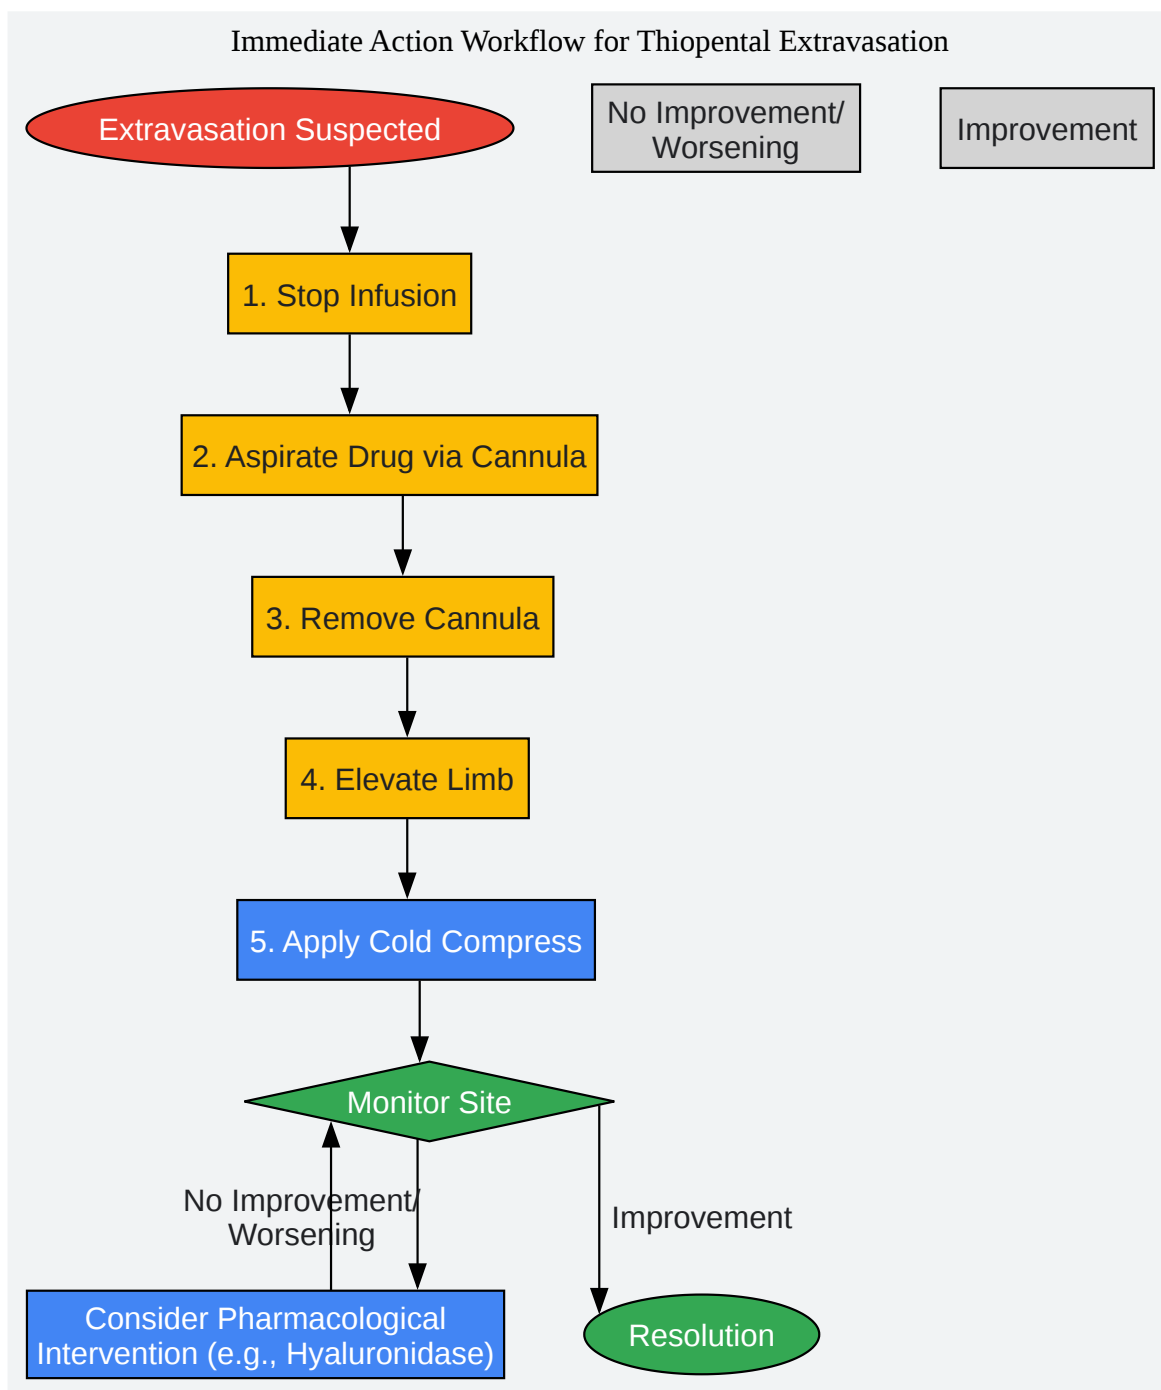 Immediate Action Workflow for Thiopental Extravasation
Extravasation Suspected
No Improvement/
Worsening
Improvement
1. Stop Infusion
2. Aspirate Drug via Cannula
3. Remove Cannula
4. Elevate Limb
5. Apply Cold Compress
Monitor Site
No Improvement/
Worsening
Improvement
Consider Pharmacological
Intervention (e.g., Hyaluronidase)
Resolution